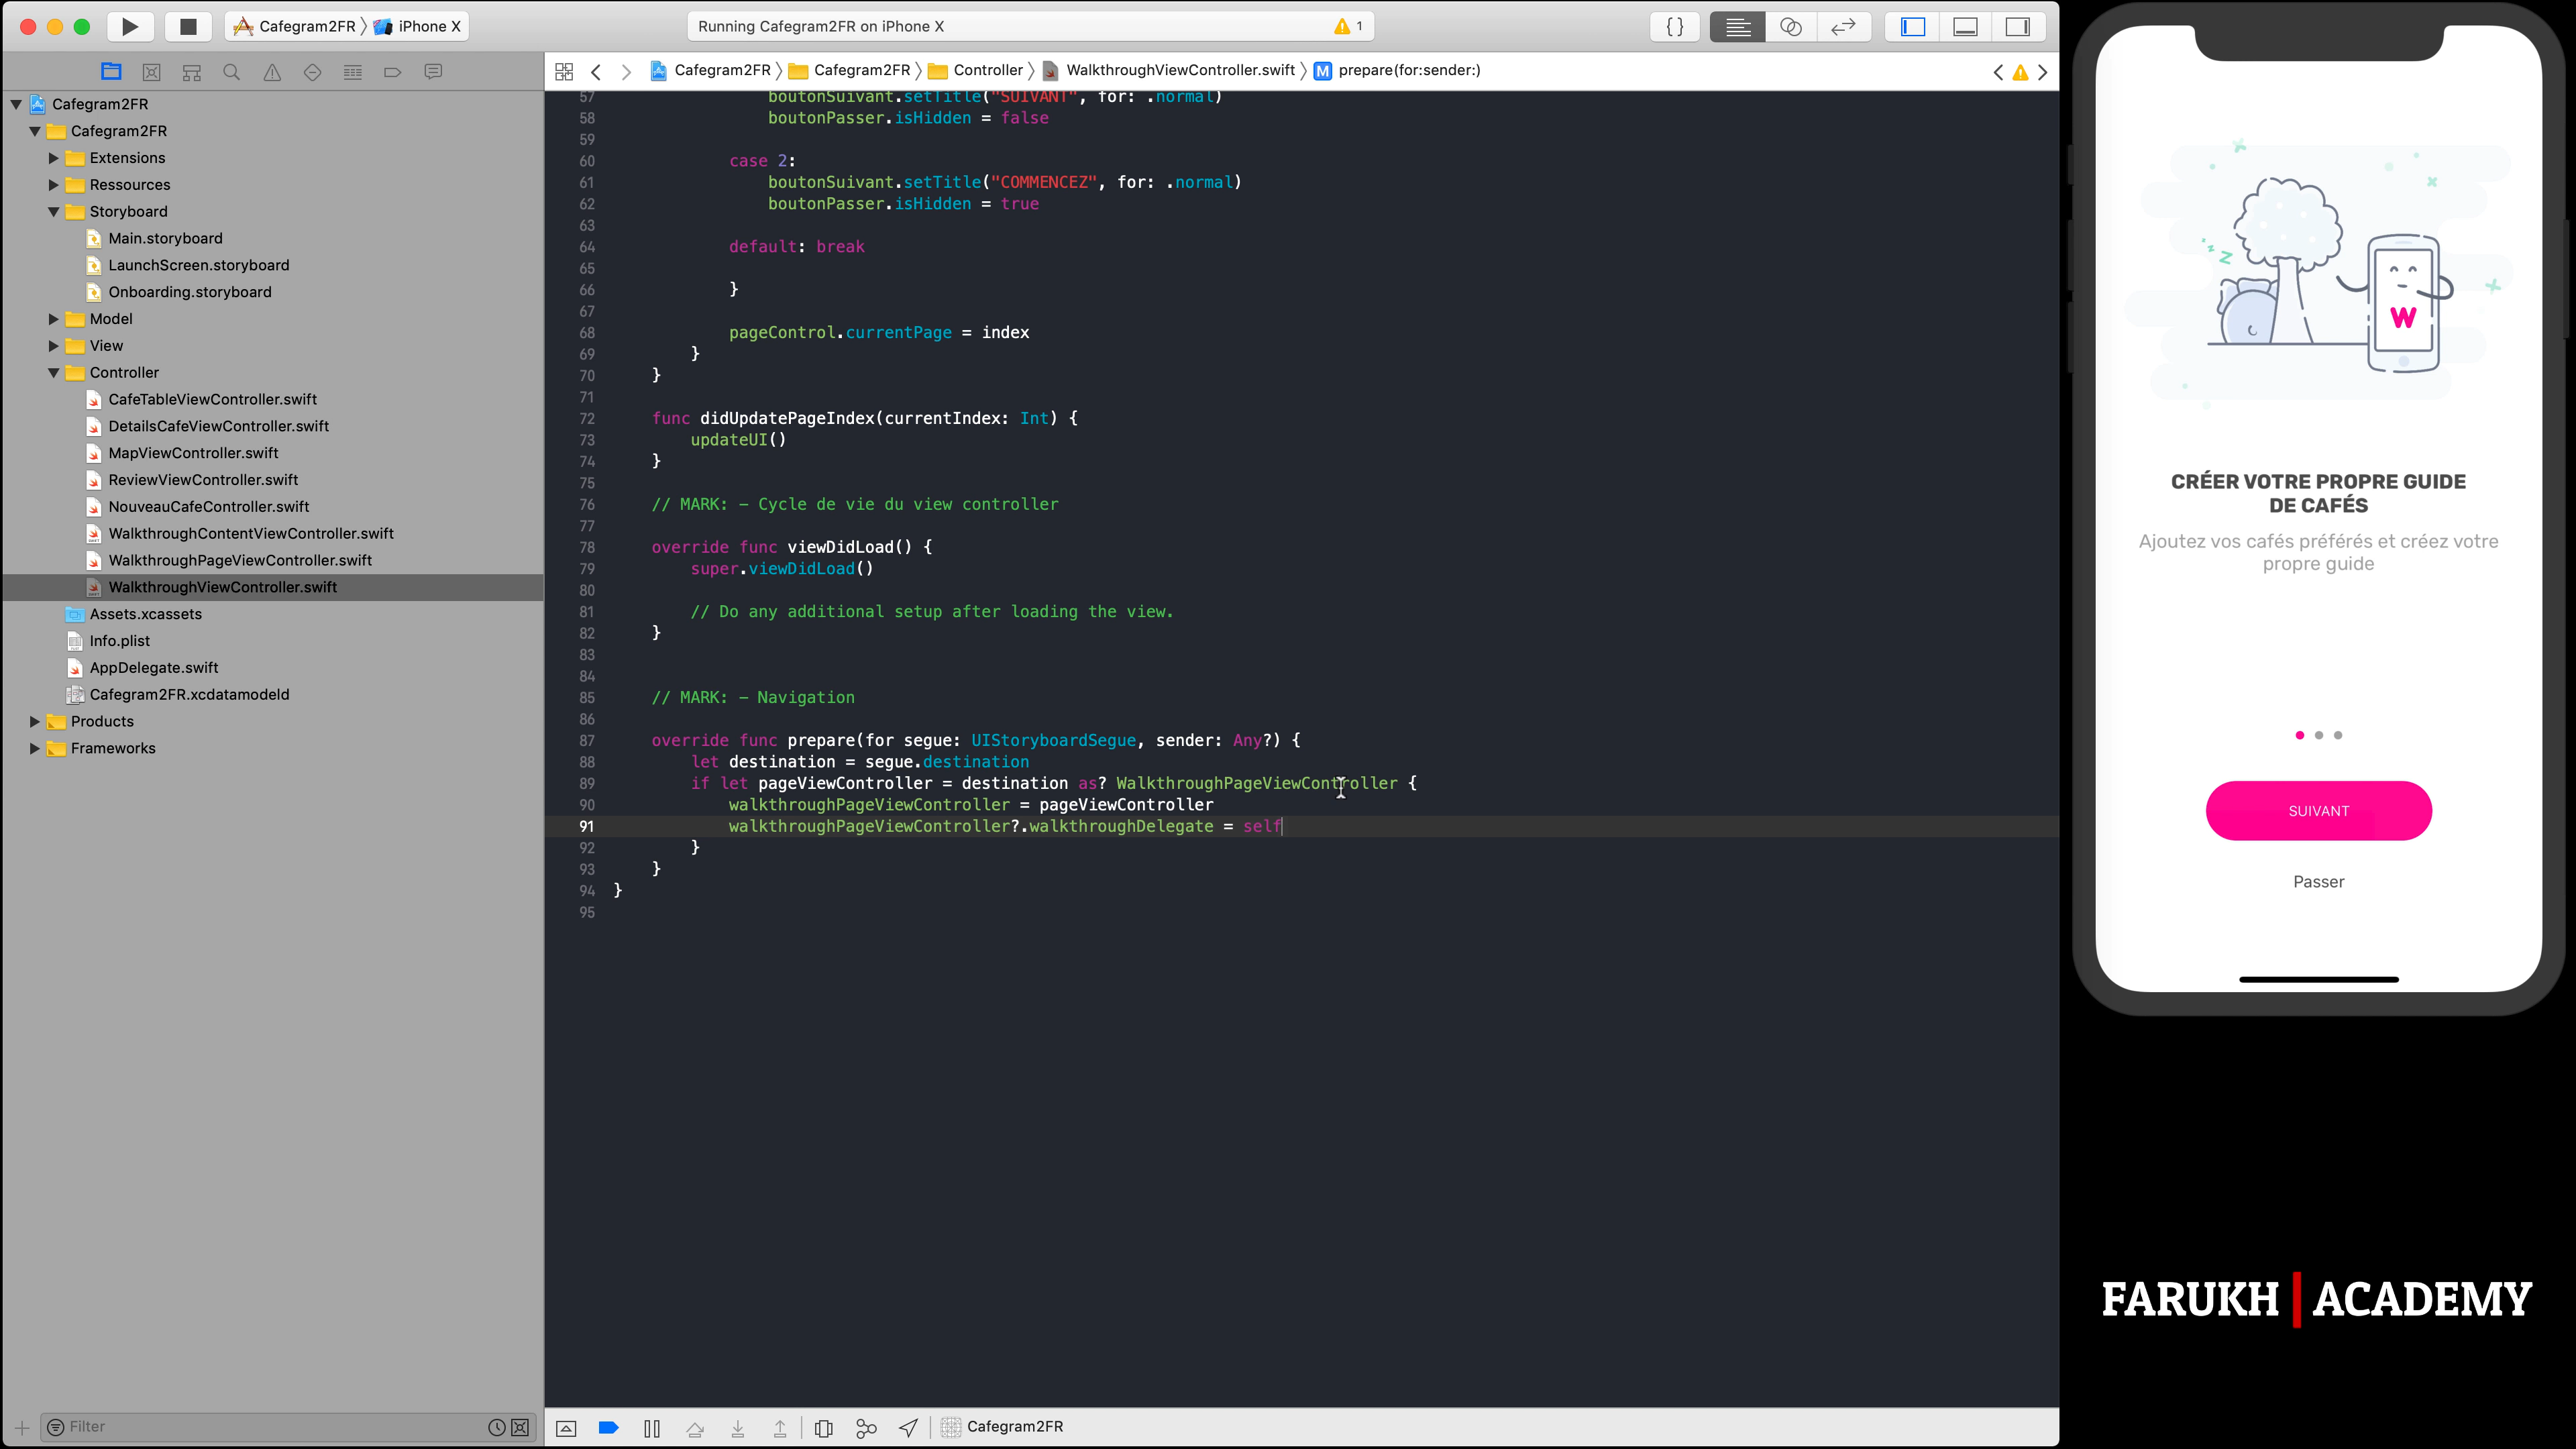 Cafegram2FR 〉 iPhone X
Running Cafegram2FR on iPhone X
1
{ }
Cafegram2FR 〉 Cafegram2FR 〉 Controller 〉 WalkthroughViewController.swift 〉 M prepare(for:sender:)
Cafegram2FR
Cafegram2FR
Extensions
Ressources
Storyboard
Main.storyboard
LaunchScreen.storyboard
Onboarding.storyboard
Model
View
Controller
CafeTableViewController.swift
DetailsCafeViewController.swift
MapViewController.swift
ReviewViewController.swift
NouveauCafeController.swift
WalkthroughContentViewController.swift
WalkthroughPageViewController.swift
WalkthroughViewController.swift
Assets.xcassets
Info.plist
AppDelegate.swift
Cafegram2FR.xcdatamodeld
Products
Frameworks
Filter
57 boutonSuivant.setTitle("SUIVANT", for: .normal)
58 boutonPasser.isHidden = false
59
60 case 2:
61 boutonSuivant.setTitle("COMMENCEZ", for: .normal)
62 boutonPasser.isHidden = true
63
64 default: break
65
66 }
67
68 pageControl.currentPage = index
69 }
70 }
71
72 func didUpdatePageIndex(currentIndex: Int) {
73 updateUI()
74 }
75
76 // MARK: - Cycle de vie du view controller
77
78 override func viewDidLoad() {
79 super.viewDidLoad()
80
81 // Do any additional setup after loading the view.
82 }
83
84
85 // MARK: - Navigation
86
87 override func prepare(for segue: UIStoryboardSegue, sender: Any?) {
88 let destination = segue.destination
89 if let pageViewController = destination as? WalkthroughPageViewController {
90 walkthroughPageViewController = pageViewController
91 walkthroughPageViewController?.walkthroughDelegate = self
92 }
93 }
94 }
95
Cafegram2FR
z
W
CRÉER VOTRE PROPRE GUIDE
DE CAFÉS
Ajoutez vos cafés préférés et créez votre
propre guide
SUIVANT
Passer
FARUKH | ACADEMY